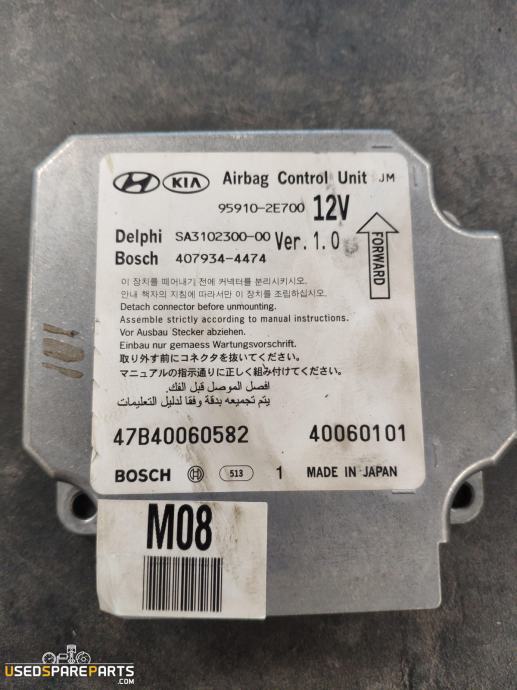 HYUNDAI KIA Airbag Control Unit JM
95910-2E700 12V
Delphi SA3102300-00 Ver.1.0
Bosch 407934-4474
FORWARD
이 장치를 떼어내기 전에 커넥터를 분리시키시오.
안내 책자의 지침에 따라서만 이 장치를 조립하십시오.
Detach connector before unmounting.
Assemble strictly according to manual instructions.
Vor Ausbau Stecker abziehen.
Einbau nur gemaess Wartungsvorschrift.
取り外す前にコネクタを抜いてください。
マニュアルの指示通りに正しく組み付けてください。
افصل الموصل قبل الفك.
يتم تجميعه بدقة وفقا لدليل التعليمات
47B40060582 40060101
BOSCH 513 1 MADE IN JAPAN
M08
USEDSPAREPARTS.COM